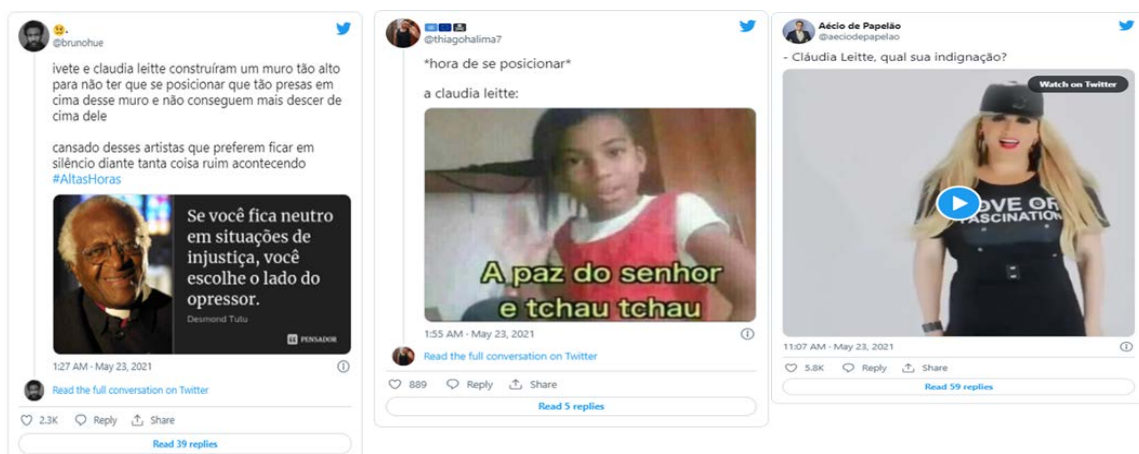 @brunohue
ivete e claudia leitte construíram um muro tão alto
para não ter que se posicionar que tão presas em
cima desse muro e não conseguem mais descer de
cima dele
cansado desses artistas que preferem ficar em
silêncio diante tanta coisa ruim acontecendo
#AltasHoras
Se você fica neutro
em situações de
injustiça, você
escolhe o lado do
opressor.
Desmond Tutu
PENSADOR
1:27 AM - May 23, 2021
Read the full conversation on Twitter
2.3K Reply Share
Read 39 replies
@thiagohalima7
*hora de se posicionar*
a claudia leitte:
A paz do senhor
e tchau tchau
1:55 AM - May 23, 2021
Read the full conversation on Twitter
889 Reply Share
Read 5 replies
Aécio de Papelão
@aeciodepapelao
- Cláudia Leitte, qual sua indignação?
Watch on Twitter
OVE OR
FASCINATION
11:07 AM - May 23, 2021
5.8K Reply Share
Read 59 replies